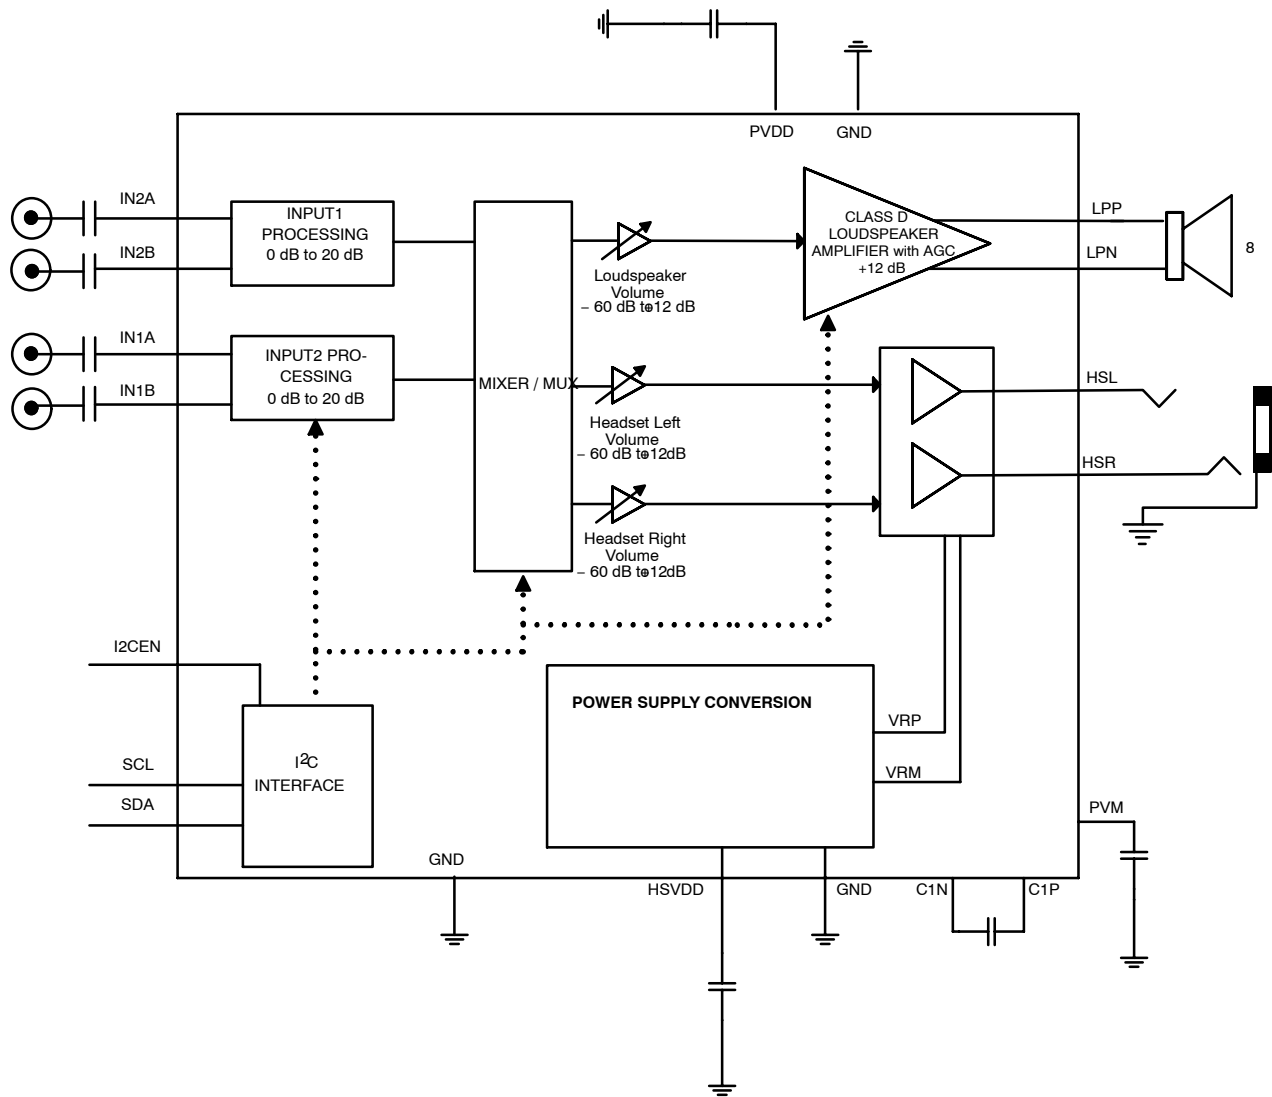 PVDD
GND
IN2A
IN2B
INPUT1
PROCESSING
0 dB to 20 dB
CLASS D
LOUDSPEAKER
AMPLIFIER with AGC
+12 dB
LPP
LPN
8
Loudspeaker
Volume
– 60 dB to+12 dB
IN1A
IN1B
INPUT2 PRO-
CESSING
0 dB to 20 dB
MIXER / MUX
Headset Left
Volume
– 60 dB to+12dB
HSL
HSR
Headset Right
Volume
– 60 dB to+12dB
I2CEN
POWER SUPPLY CONVERSION
VRP
VRM
I2C
INTERFACE
SCL
SDA
PVM
GND
HSVDD
GND
C1N
C1P